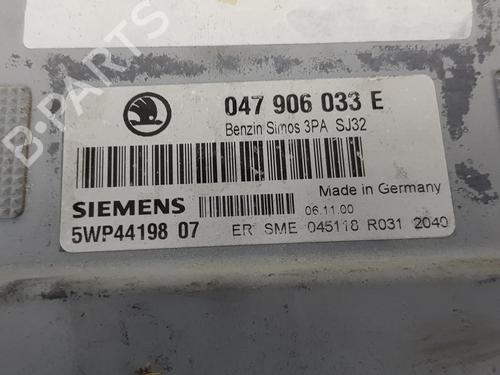 047 906 033 E
Benzin Simos 3PA SJ32
Made in Germany
SIEMENS
06.11.00
5WP44198 07
ER SME 045118 R031 2040
B-PARTS